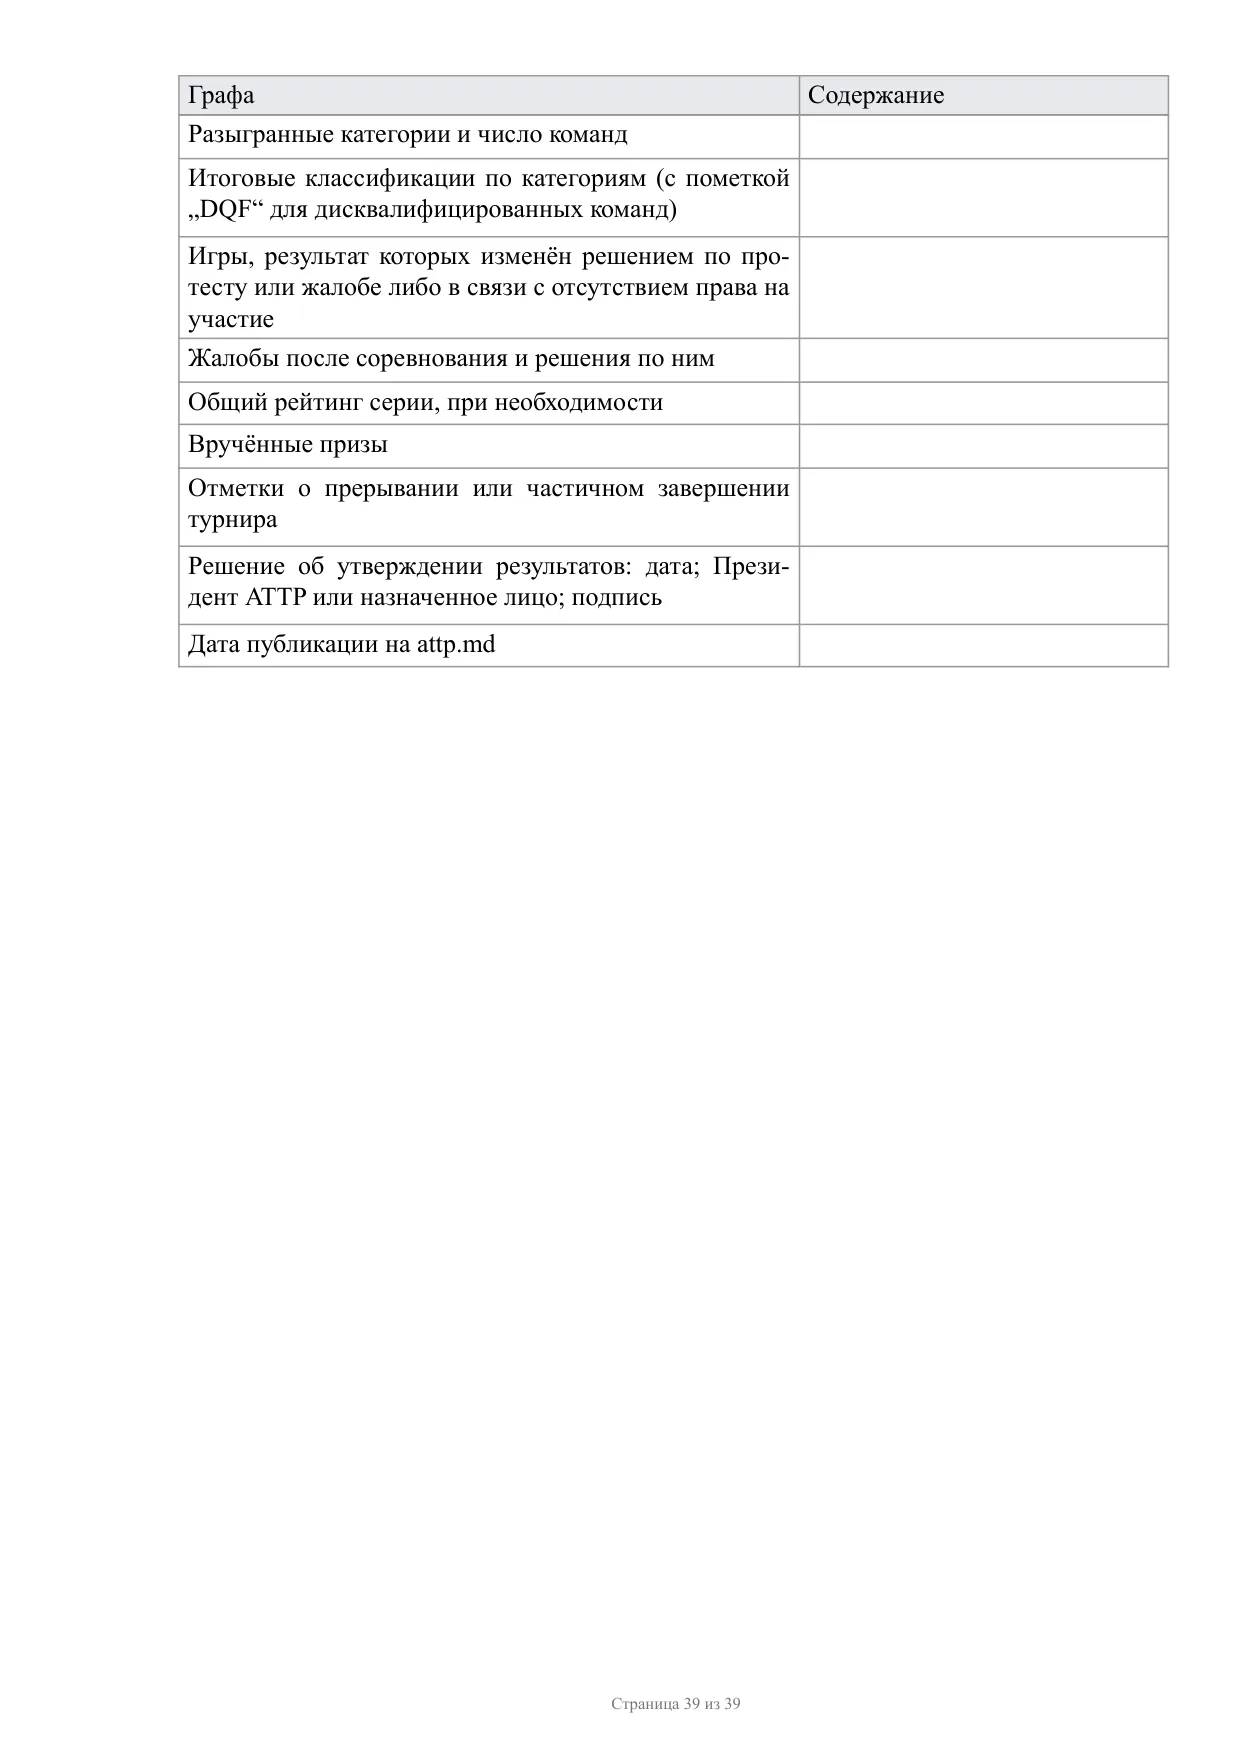 Графа Содержание
Разыгранные категории и число команд
Итоговые классификации по категориям (с пометкой
„DQF“ для дисквалифицированных команд)
Игры, результат которых изменён решением по про-
тесту или жалобе либо в связи с отсутствием права на
участие
Жалобы после соревнования и решения по ним
Общий рейтинг серии, при необходимости
Вручённые призы
Отметки о прерывании или частичном завершении
турнира
Решение об утверждении результатов: дата; Прези-
дент ATTP или назначенное лицо; подпись
Дата публикации на attp.md
Страница 39 из 39